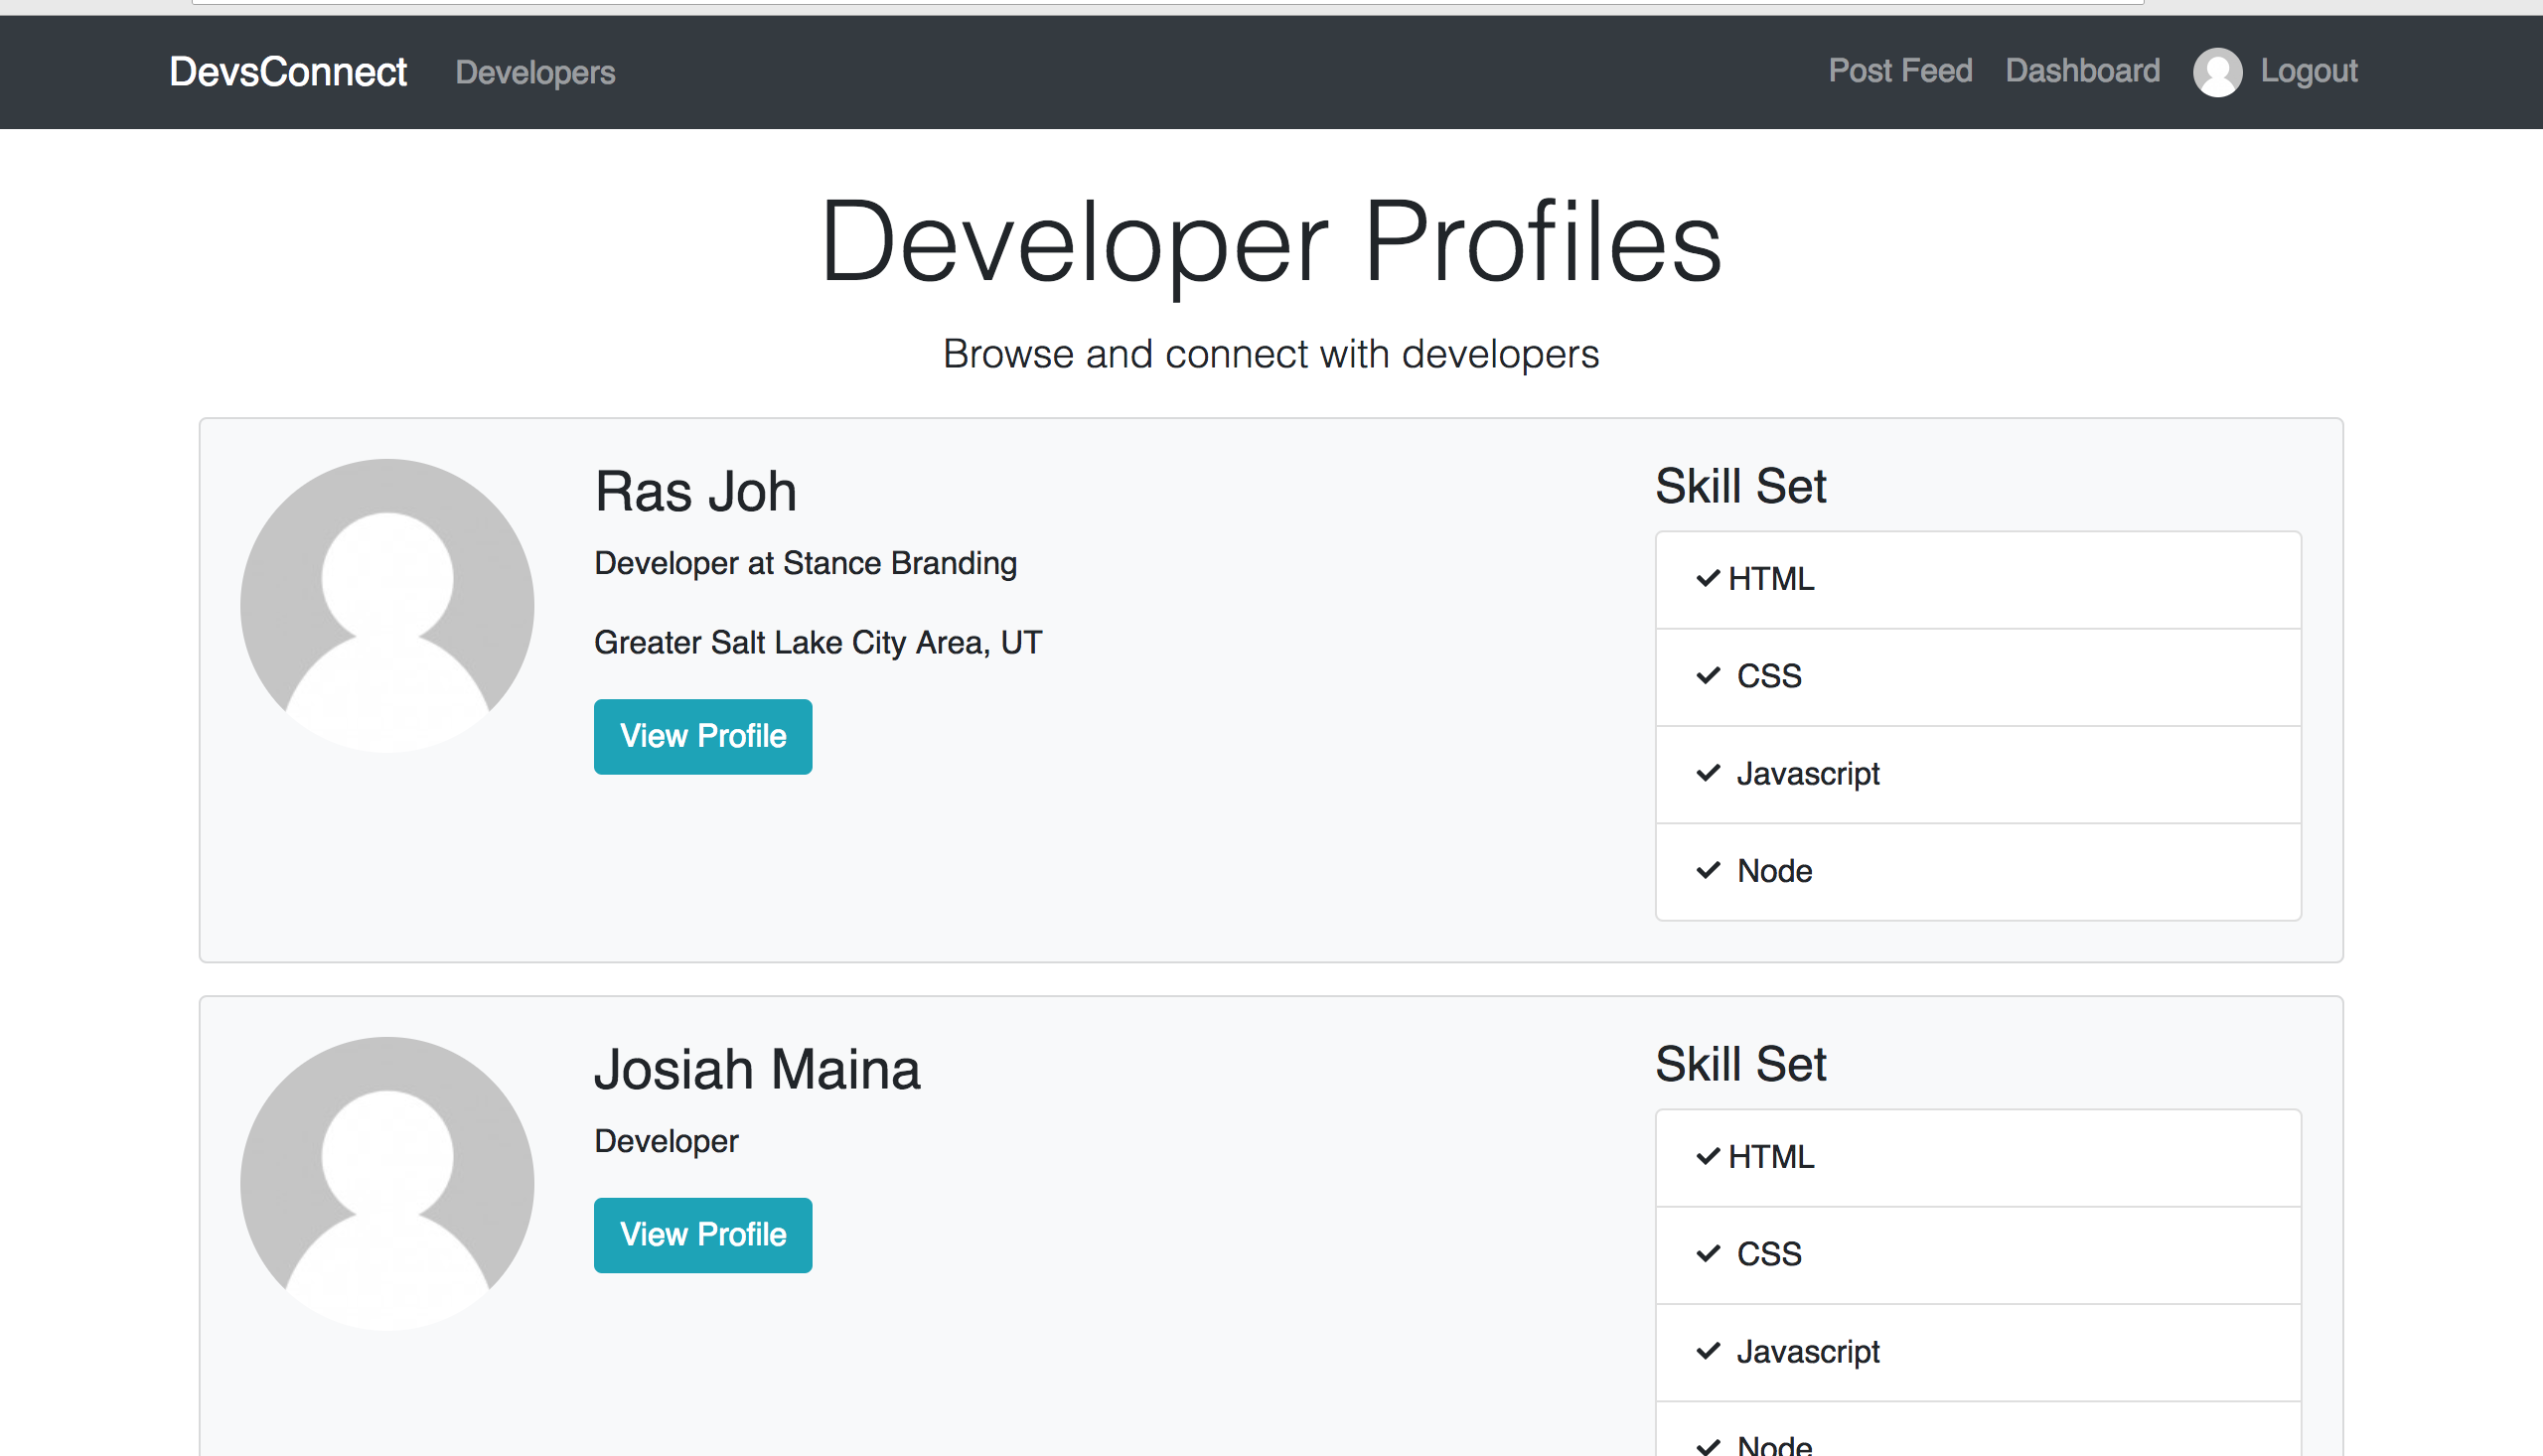 DevsConnect Developers Post Feed Dashboard Logout
Developer Profiles
Browse and connect with developers
Ras Joh
Developer at Stance Branding
Greater Salt Lake City Area, UT
View Profile
Skill Set
HTML
CSS
Javascript
Node
Josiah Maina
Developer
View Profile
Skill Set
HTML
CSS
Javascript
Node